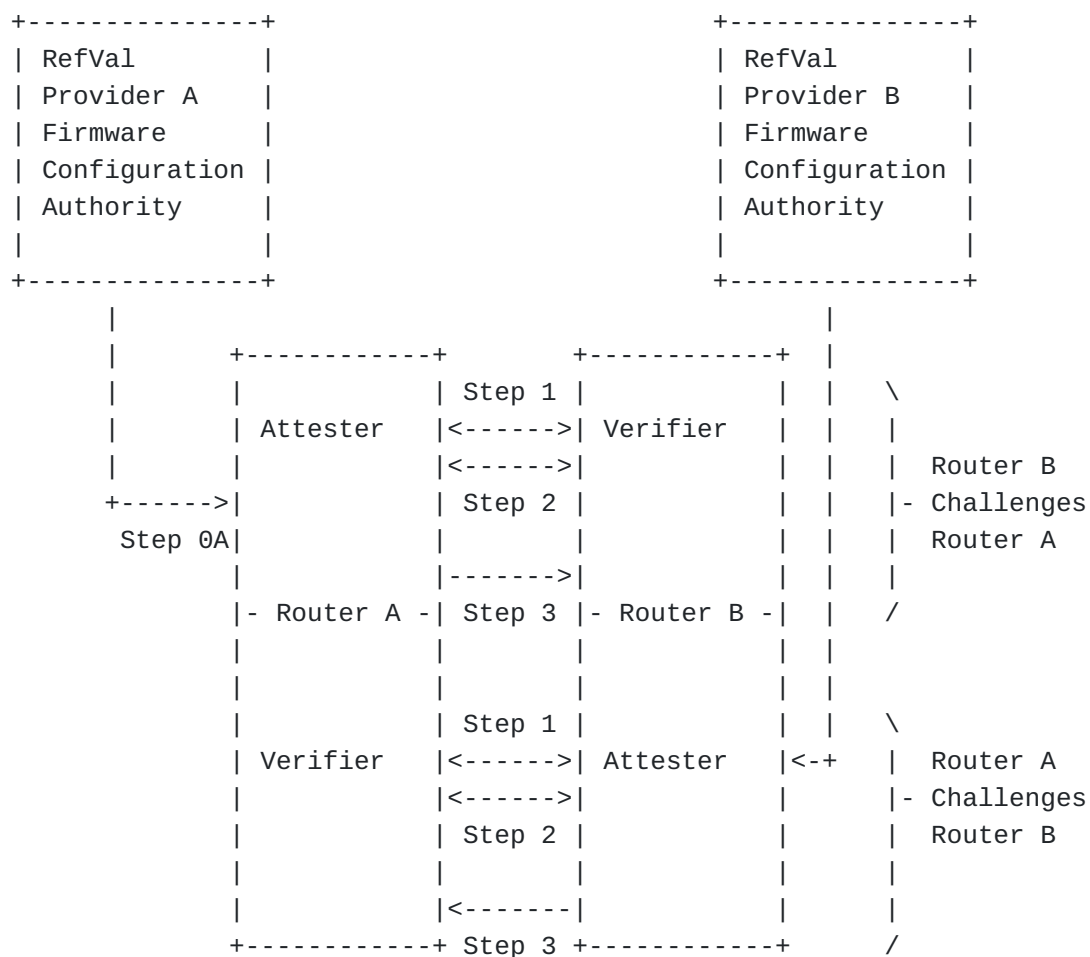 +---------------+                          +--------------+
| RefVal        |                          | RefVal       |
| Provider A    |                          | Provider B   |
| Firmware      |                          | Firmware     |
| Configuration |                          | Configuration|
| Authority     |                          | Authority    |
|               |                          |              |
+---------------+                          +--------------+
      |                                           |
      |       +------------+        +------------+  |
      |       |            | Step 1 |            |  |   \
      |       | Attester   |<------>| Verifier   |  |   |
      |       |            |<------>|            |  |   |  Router B
      +------>|            | Step 2 |            |  |   |- Challenges
       Step 0A|            |        |            |  |   |  Router A
              |            |------->|            |  |   |
              |- Router A -| Step 3 |- Router B -|  |   /
              |            |        |            |  |
              |            |        |            |  |
              |            | Step 1 |            |  |   \
              | Verifier   |<------>| Attester   |<-+   |  Router A
              |            |<------>|            |      |- Challenges
              |            | Step 2 |            |      |  Router B
              |            |        |            |      |
              |            |<-------|            |      |
              +------------+ Step 3 +------------+      /